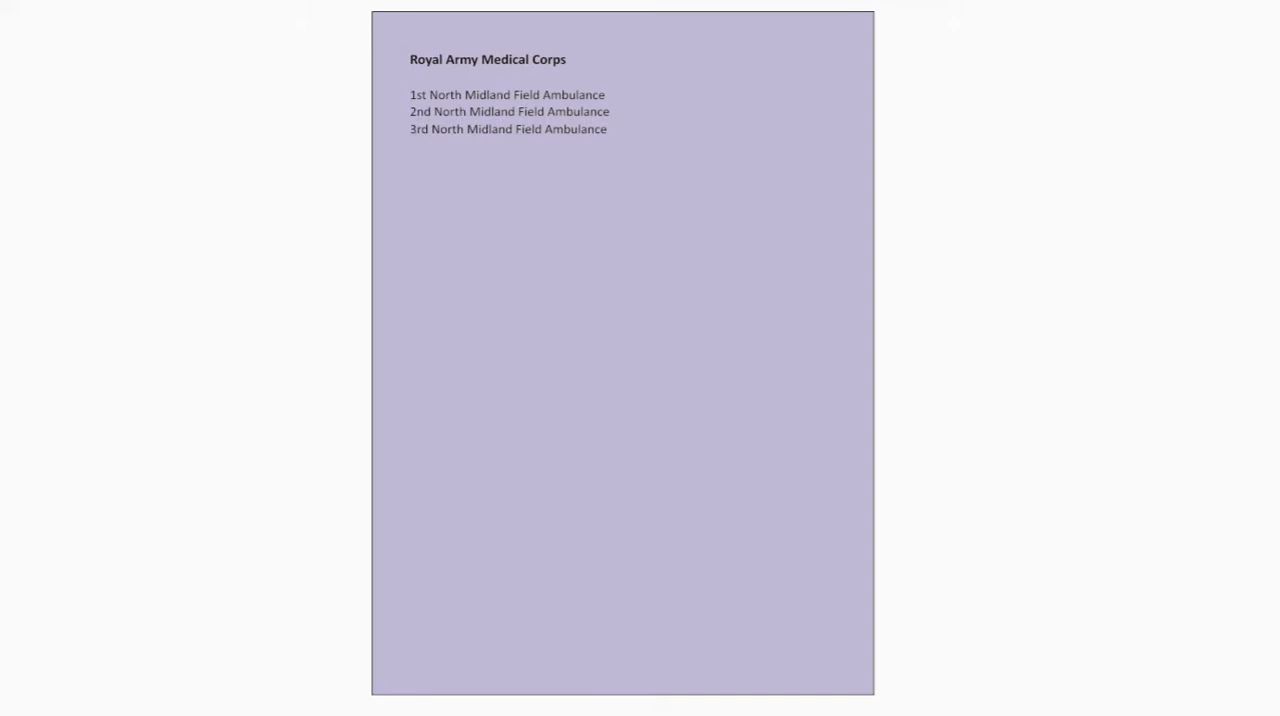 Royal Army Medical Corps
1st North Midland Field Ambulance
2nd North Midland Field Ambulance
3rd North Midland Field Ambulance